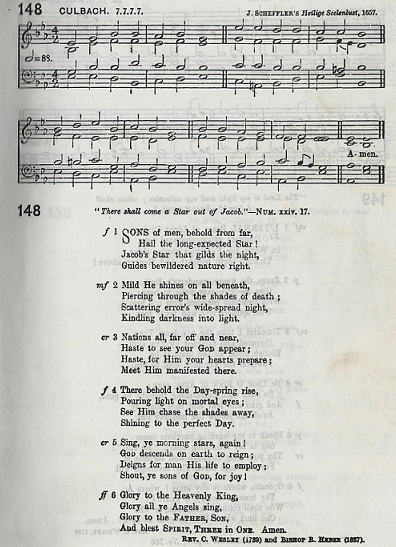 148 CULBACH. 7.7.7.7. J. SCHEFFLER'S Heilige Seelenlust, 1657.
=88.
A-men.
148 "There shall come a Star out of Jacob."—NUM. xxiv. 17.
f 1 SONS of men, behold from far,
Hail the long-expected Star!
Jacob's Star that gilds the night,
Guides bewildered nature right.
mf 2 Mild He shines on all beneath,
Piercing through the shades of death;
Scattering error's wide-spread night,
Kindling darkness into light.
cr 3 Nations all, far off and near,
Haste to see your GOD appear;
Haste, for Him your hearts prepare;
Meet Him manifested there.
f 4 There behold the Day-spring rise,
Pouring light on mortal eyes;
See Him chase the shades away,
Shining to the perfect Day.
cr 5 Sing, ye morning stars, again!
GOD descends on earth to reign;
Deigns for man His life to employ;
Shout, ye sons of GOD, for joy!
ff 6 Glory to the Heavenly King,
Glory all ye Angels sing,
Glory to the FATHER, SON,
And blest SPIRIT, THREE in ONE. Amen.
REV. C. WESLEY (1739) and BISHOP R. HEBER (1827).